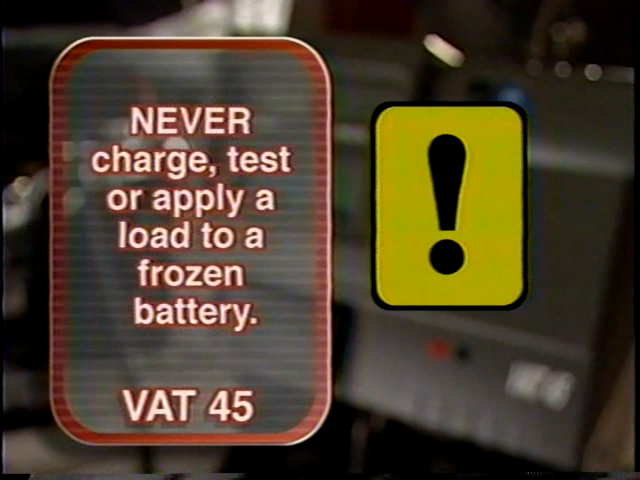 NEVER
charge, test
or apply a
load to a
frozen
battery.
VAT 45
!